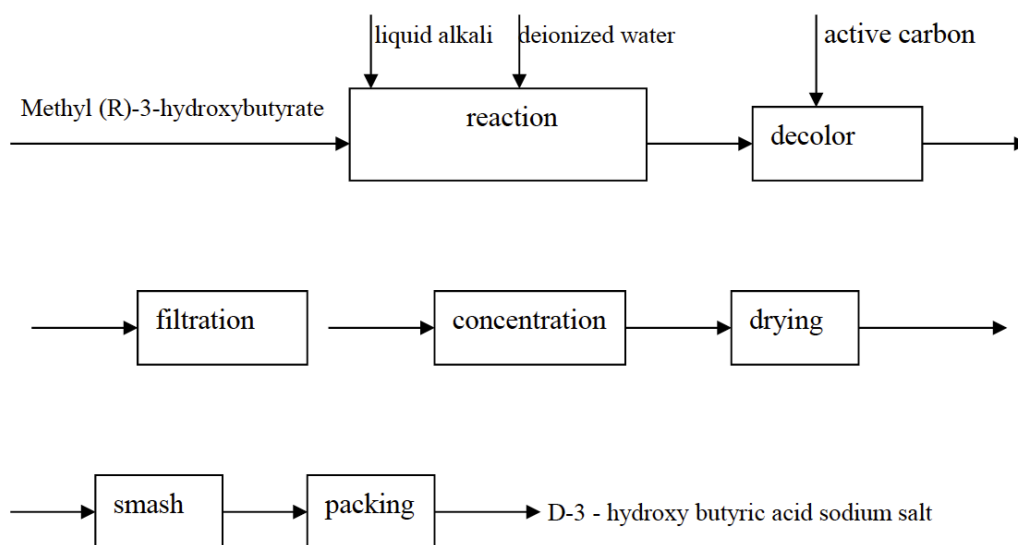 liquid alkali
deionized water
active carbon
Methyl (R)-3-hydroxybutyrate
reaction
decolor
filtration
concentration
drying
smash
packing
D-3 - hydroxy butyric acid sodium salt